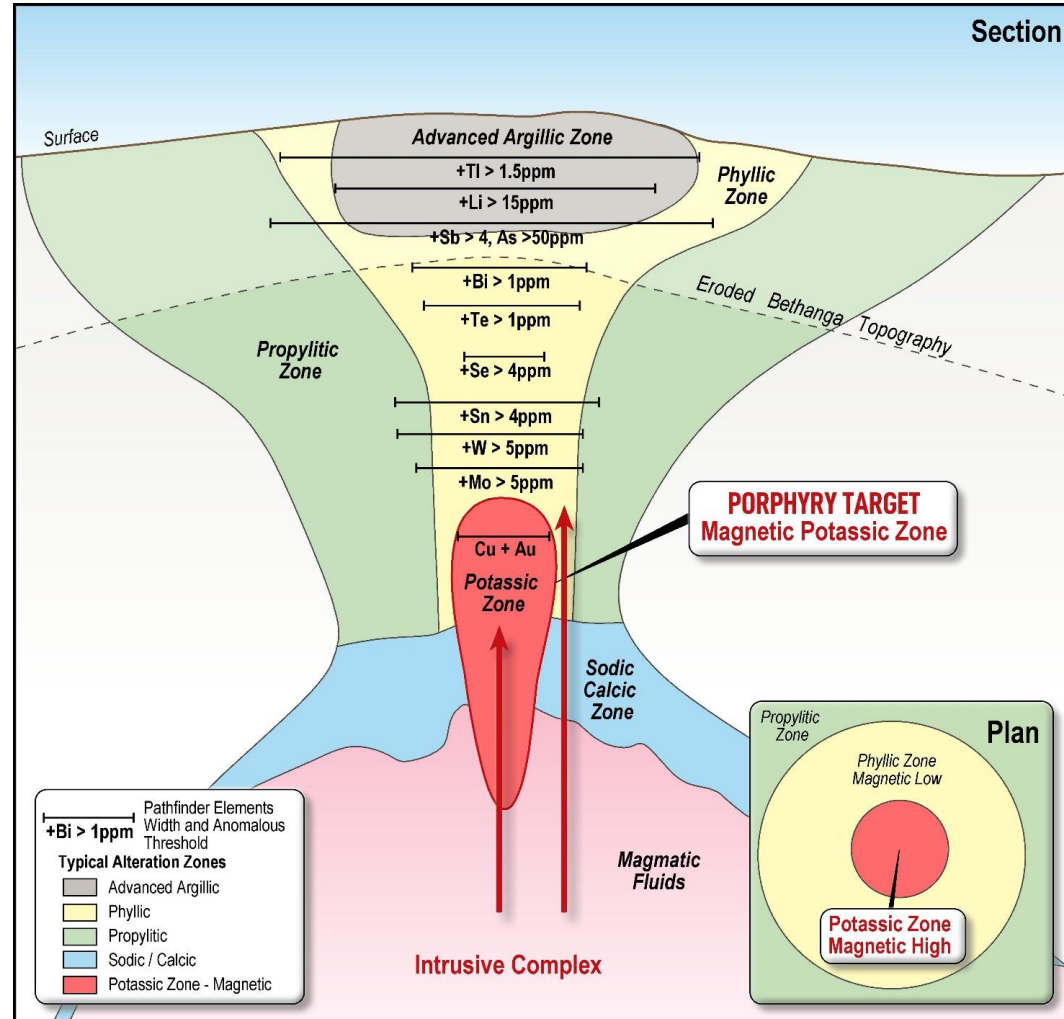 Section
Surface
Advanced Argillic Zone
+Tl > 1.5ppm
+Li > 15ppm
Phyllic
Zone
+Sb > 4, As >50ppm
+Bi > 1ppm
Eroded Bethanga Topography
+Te > 1ppm
Propylitic
Zone
+Se > 4ppm
+Sn > 4ppm
+W > 5ppm
+Mo > 5ppm
PORPHYRY TARGET
Magnetic Potassic Zone
Cu + Au
Potassic
Zone
Sodic
Calcic
Zone
Magmatic
Fluids
Intrusive Complex
+Bi > 1ppm
Pathfinder Elements
Width and Anomalous
Threshold
Typical Alteration Zones
Advanced Argillic
Phyllic
Propylitic
Sodic / Calcic
Potassic Zone - Magnetic
Propylitic
Zone
Plan
Phyllic Zone
Magnetic Low
Potassic Zone
Magnetic High